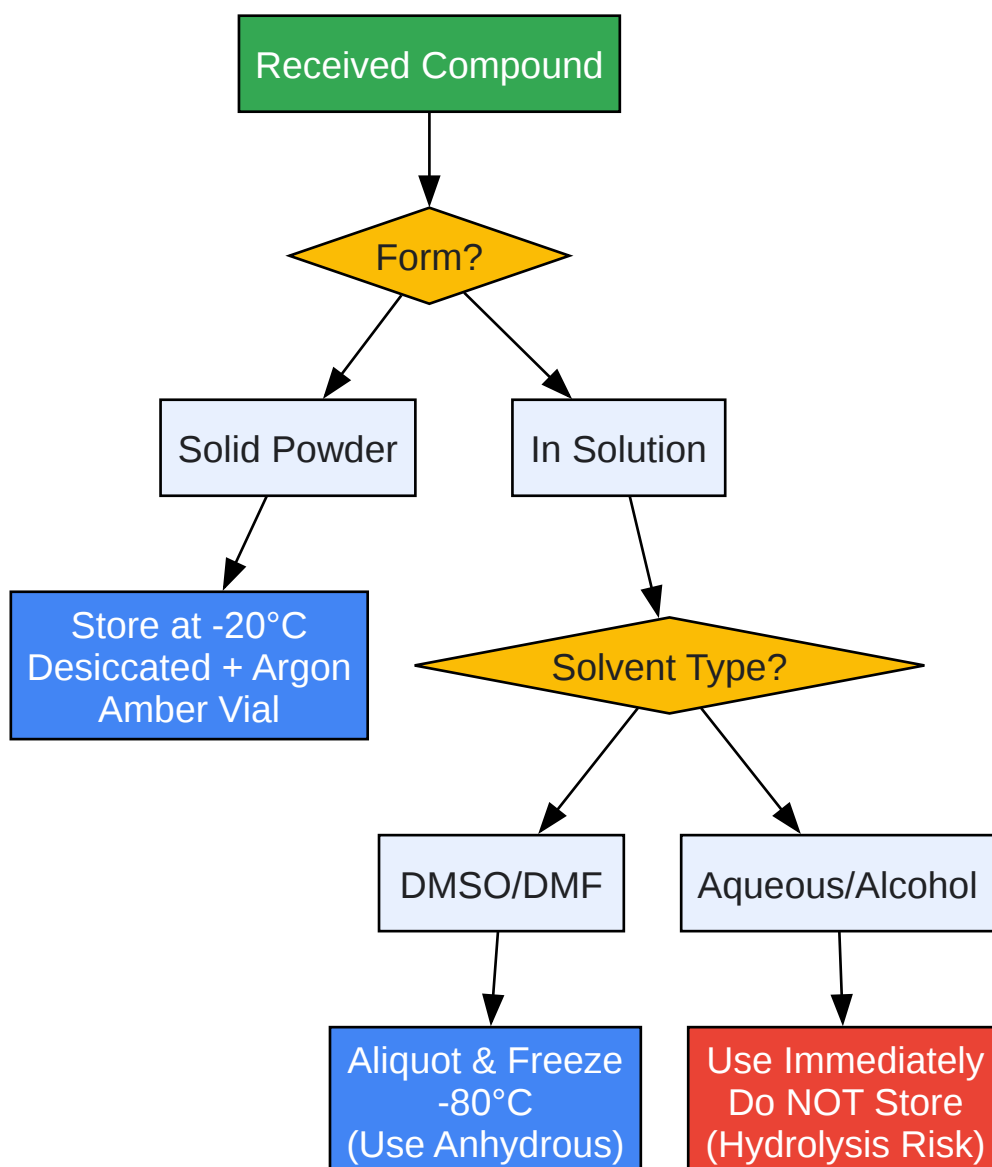 Received Compound
Form?
Solid Powder
In Solution
Store at -20°C
Desiccated + Argon
Amber Vial
Solvent Type?
DMSO/DMF
Aqueous/Alcohol
Aliquot & Freeze
-80°C
(Use Anhydrous)
Use Immediately
Do NOT Store
(Hydrolysis Risk)